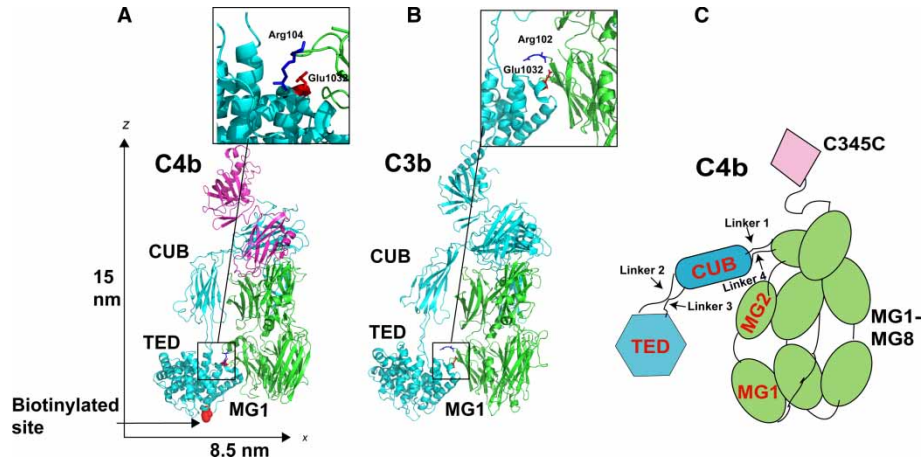 A
Arg104
Glu1032
B
Arg102
Glu1032
C
z
C4b
CUB
15
nm
TED
MG1
Biotinylated
site
8.5 nm
x
C3b
CUB
TED
MG1
C4b
C345C
Linker 1
CUB
Linker 2
Linker 4
Linker 3
MG2
TED
MG1-
MG8
MG1